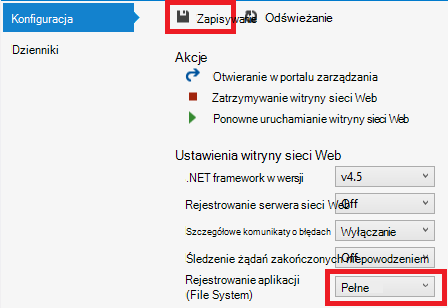 Konfiguracja
Dzienniki
Zapisywanie Odświeżanie
Akcje
Otwieranie w portalu zarządzania
Zatrzymywanie witryny sieci Web
Ponowne uruchamianie witryny sieci Web
Ustawienia witryny sieci Web
.NET framework w wersji v4.5
Rejestrowanie serwera sieci Web Off
Szczegółowe komunikaty o błędach Wyłączanie
Śledzenie żądań zakończonych niepowodzeniem Off
Rejestrowanie aplikacji
(File System) Pełne